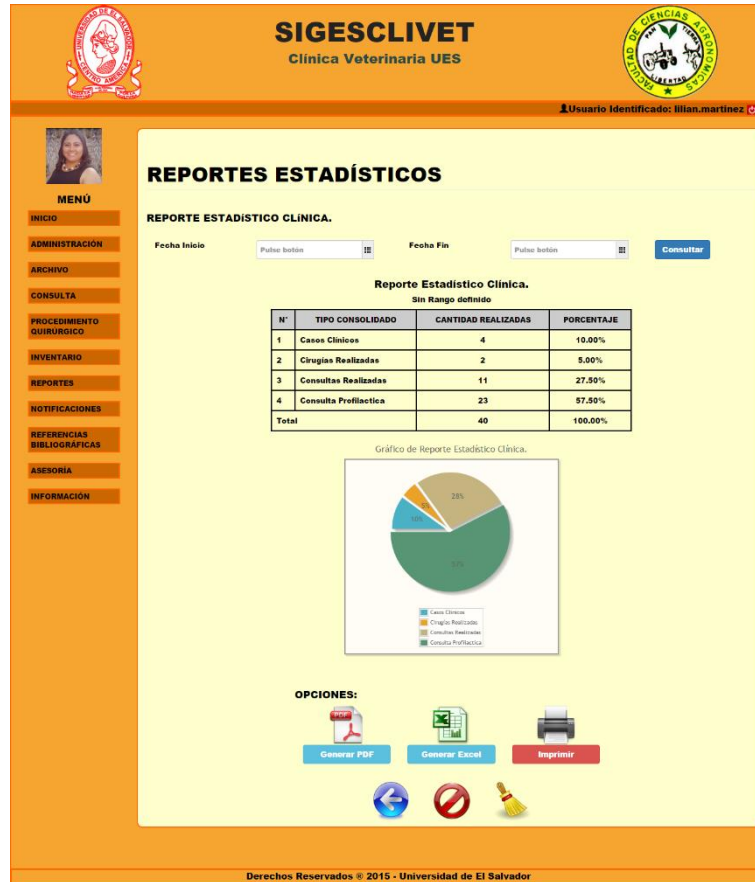 SIGESCLIVET
Clínica Veterinaria UES
Usuario Identificado: lilian.martinez
MENÚ
INICIO
ADMINISTRACIÓN
ARCHIVO
CONSULTA
PROCEDIMIENTO
QUIRÚRGICO
INVENTARIO
REPORTES
NOTIFICACIONES
REFERENCIAS
BIBLIOGRÁFICAS
ASESORÍA
INFORMACIÓN
REPORTES ESTADÍSTICOS
REPORTE ESTADÍSTICO CLíNICA.
Fecha Inicio Pulse botón Fecha Fin Pulse botón Consultar
Reporte Estadístico Clínica.
Sin Rango definido
N° TIPO CONSOLIDADO CANTIDAD REALIZADAS PORCENTAJE
1 Casos Clínicos 4 10.00%
2 Cirugías Realizadas 2 5.00%
3 Consultas Realizadas 11 27.50%
4 Consulta Profilactica 23 57.50%
Total 40 100.00%
Gráfico de Reporte Estadístico Clínica.
28%
5%
10%
Casos Clínicos
Cirugías Realizadas
Consultas Realizadas
Consulta Profilactica
OPCIONES:
PDF
Generar PDF Generar Excel Imprimir
Derechos Reservados ® 2015 - Universidad de El Salvador